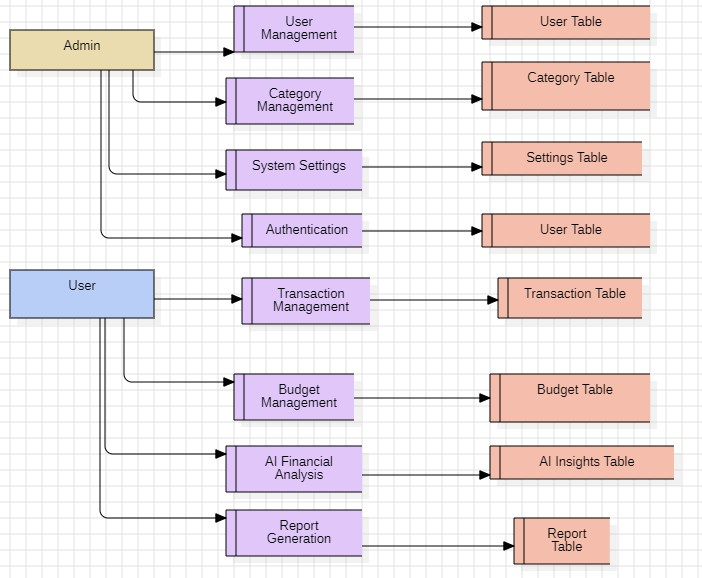 Admin
User
Management
User Table
Category
Management
Category Table
System Settings
Settings Table
Authentication
User Table
User
Transaction
Management
Transaction Table
Budget
Management
Budget Table
AI Financial
Analysis
AI Insights Table
Report
Generation
Report
Table